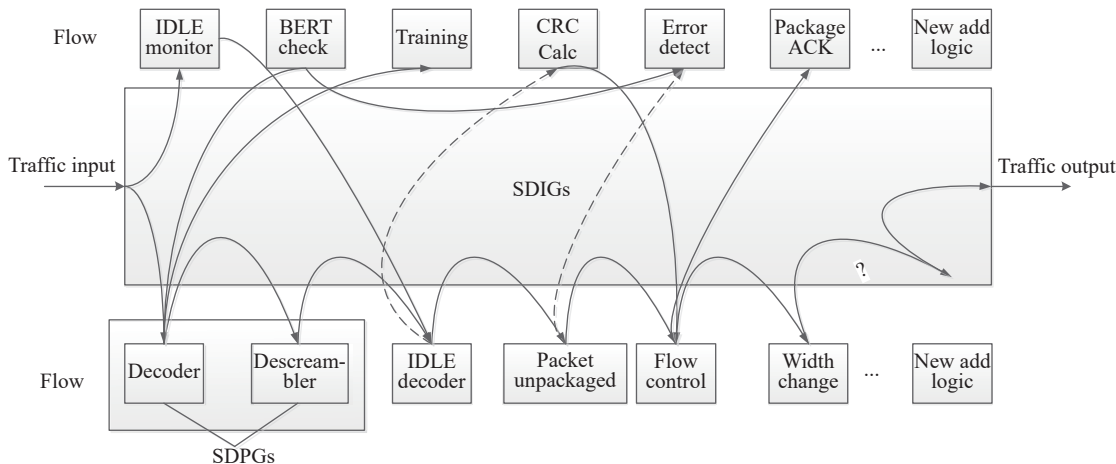 Flow
IDLE
monitor
BERT
check
Training
CRC
Calc
Error
detect
Package
ACK
...
New add
logic
Traffic input
SDIGs
Traffic output
?
Flow
Decoder
Descream-
bler
IDLE
decoder
Packet
unpackaged
Flow
control
Width
change
...
New add
logic
SDPGs